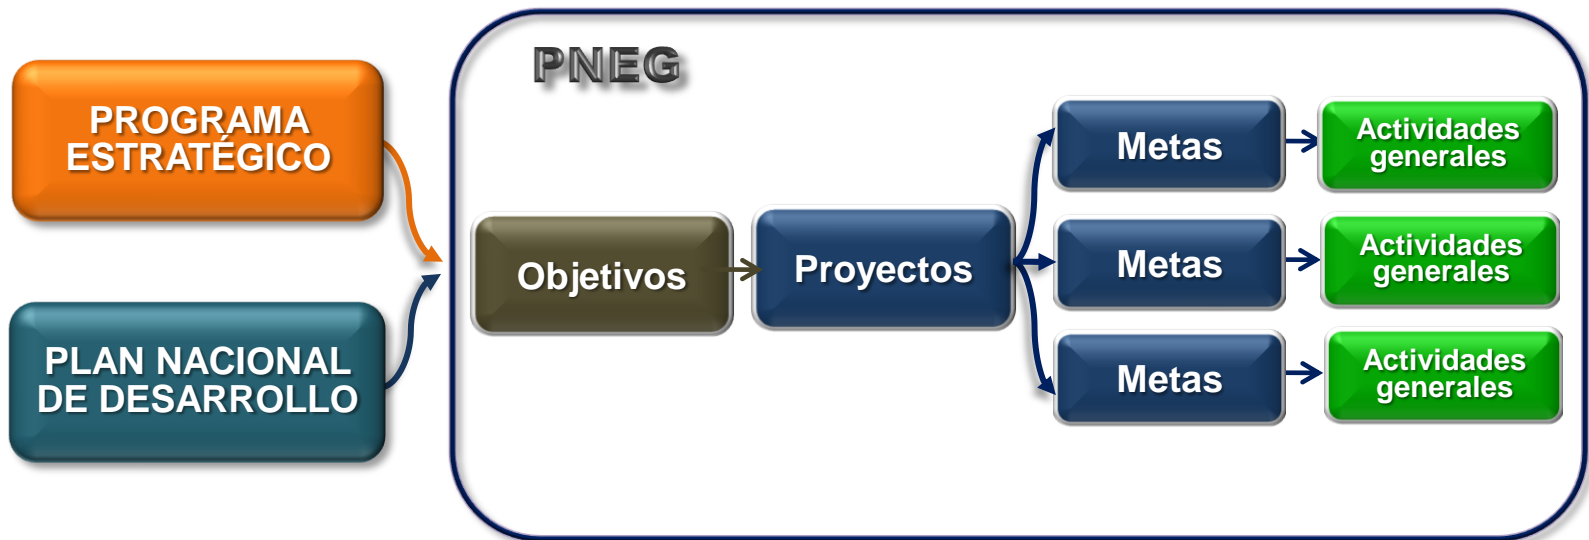 PNEG
PROGRAMA
ESTRATÉGICO
PLAN NACIONAL
DE DESARROLLO
Objetivos
Proyectos
Metas
Actividades
generales
Metas
Actividades
generales
Metas
Actividades
generales